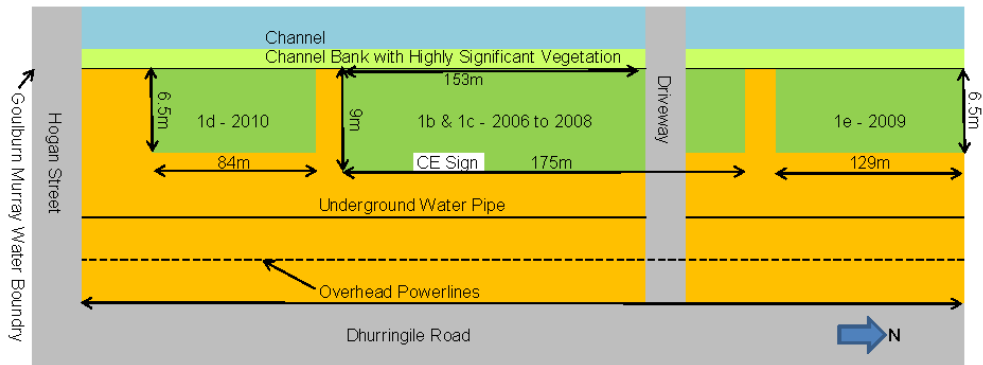 Channel
Channel Bank with Highly Significant Vegetation
153m
Goulburn Murray Water Boundry
Hogan Street
6.5m
1d - 2010
84m
9m
1b & 1c - 2006 to 2008
CE Sign
175m
Driveway
1e - 2009
129m
6.5m
Underground Water Pipe
Overhead Powerlines
Dhurringile Road
N